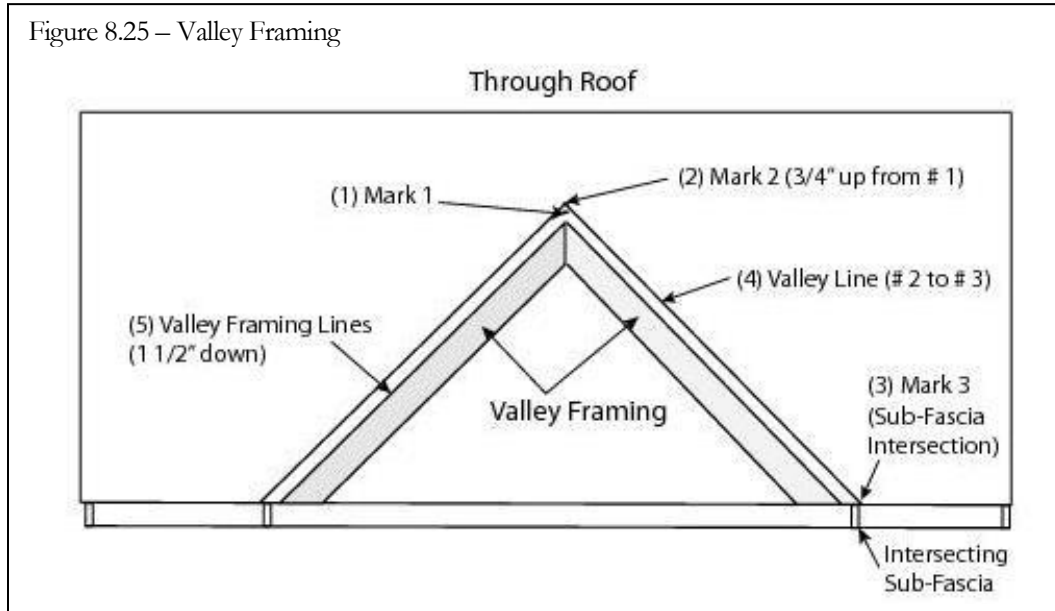 Figure 8.25 – Valley Framing
Through Roof
(1) Mark 1
(2) Mark 2 (3/4" up from # 1)
(4) Valley Line (# 2 to # 3)
(5) Valley Framing Lines
(1 1/2" down)
Valley Framing
(3) Mark 3
(Sub-Fascia
Intersection)
Intersecting
Sub-Fascia